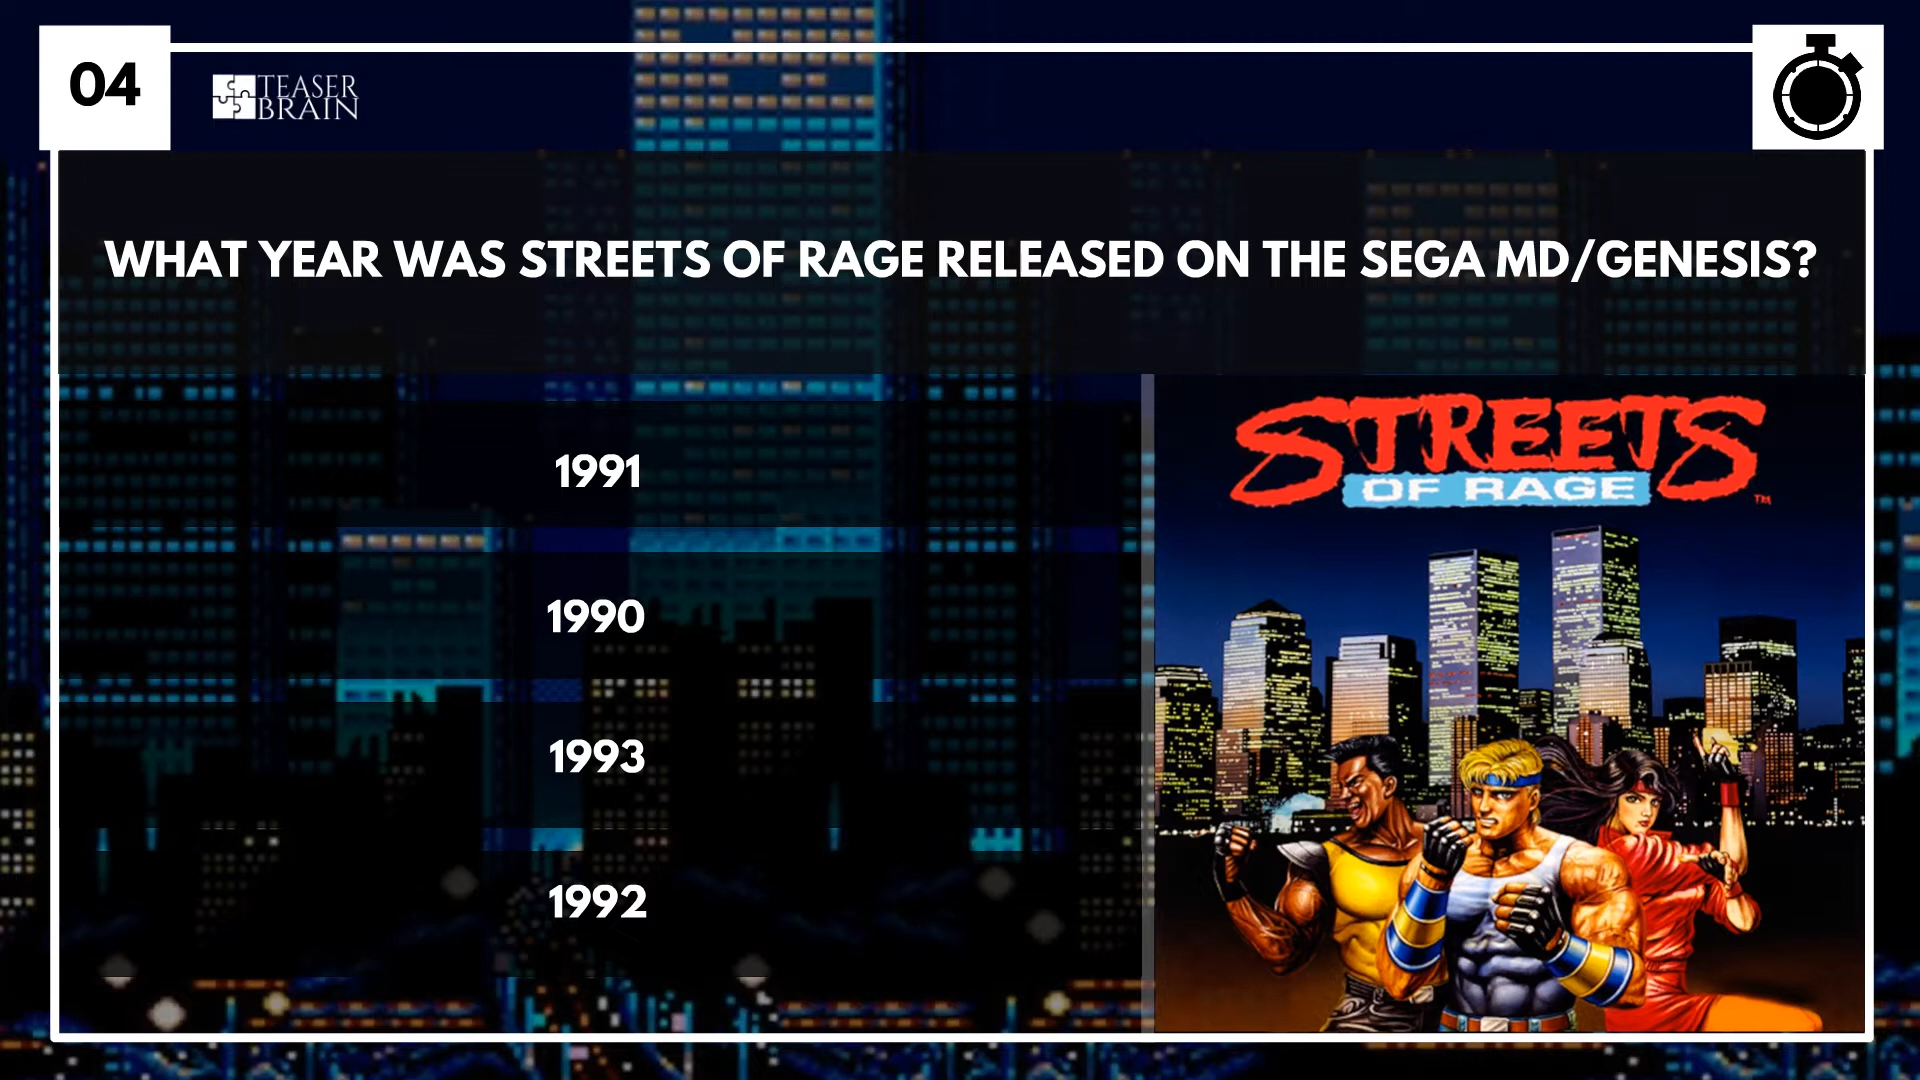 04
TEASER
BRAIN
WHAT YEAR WAS STREETS OF RAGE RELEASED ON THE SEGA MD/GENESIS?
1991
1990
1993
1992
STREETS
OF RAGE
™